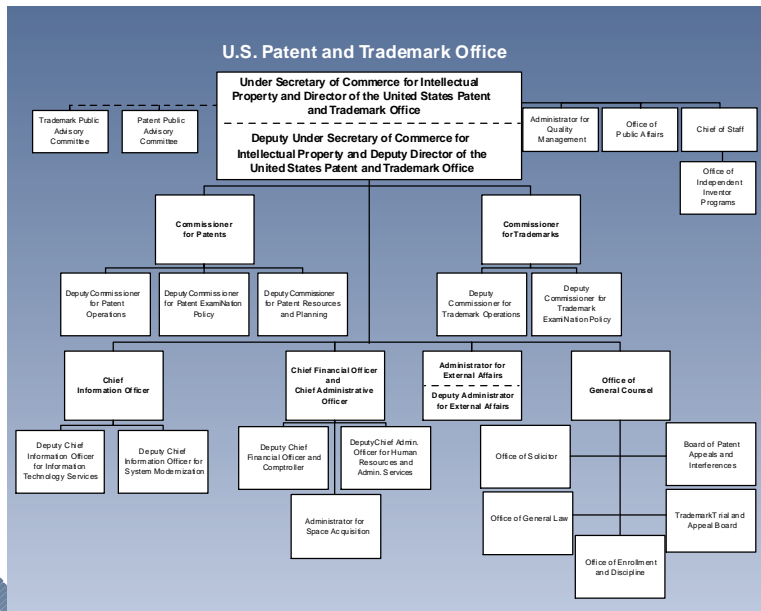 U.S. Patent and Trademark Office
Under Secretary of Commerce for Intellectual
Property and Director of the United States Patent
and Trademark Office
Deputy Under Secretary of Commerce for
Intellectual Property and Deputy Director of the
United States Patent and Trademark Office
Trademark Public
Advisory
Committee
Patent Public
Advisory
Committee
Administrator for
Quality
Management
Office of
Public Affairs
Chief of Staff
Office of
Independent
Inventor
Programs
Commissioner
for Patents
Commissioner
for Trademarks
Deputy Commissioner
for Patent
Operations
Deputy Commissioner
for Patent ExamiNation
Policy
Deputy Commissioner
for Patent Resources
and Planning
Deputy
Commissioner for
Trademark Operations
Deputy
Commissioner for
Trademark
ExamiNation Policy
Chief
Information Officer
Chief Financial Officer
and
Chief Administrative
Officer
Administrator for
External Affairs
Deputy Administrator
for External Affairs
Office of
General Counsel
Deputy Chief
Information Officer
for Information
Technology Services
Deputy Chief
Information Officer for
System Modernization
Deputy Chief
Financial Officer and
Comptroller
Deputy Chief Admin.
Officer for Human
Resources and
Admin. Services
Administrator for
Space Acquisition
Office of Solicitor
Board of Patent
Appeals and
Interferences
Office of General Law
Trademark Trial and
Appeal Board
Office of Enrollment
and Discipline